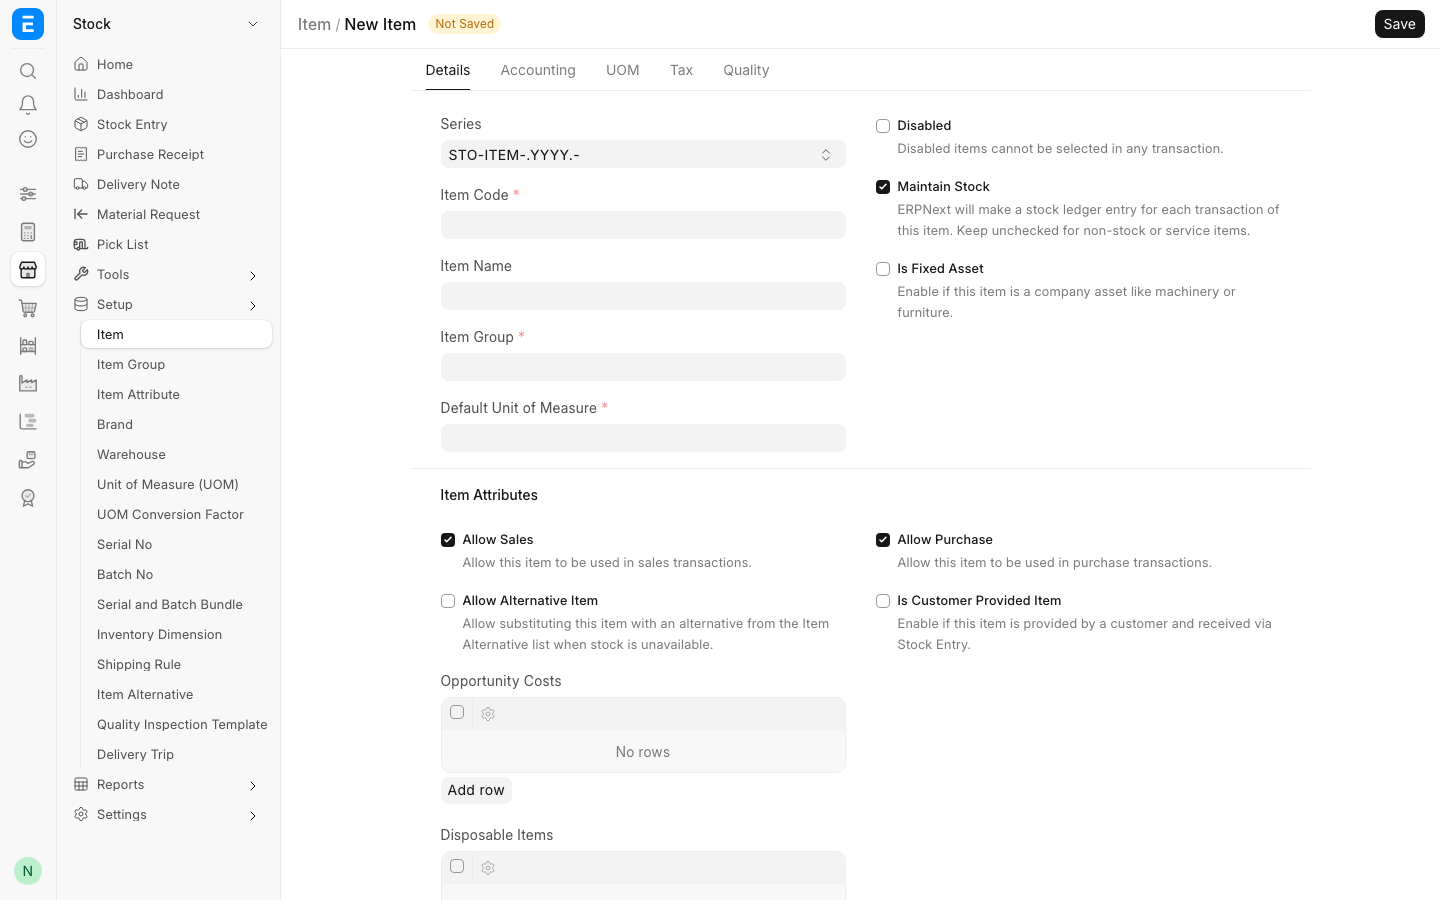 Stock
Home
Dashboard
Stock Entry
Purchase Receipt
Delivery Note
Material Request
Pick List
Tools
Setup
Item
Item Group
Item Attribute
Brand
Warehouse
Unit of Measure (UOM)
UOM Conversion Factor
Serial No
Batch No
Serial and Batch Bundle
Inventory Dimension
Shipping Rule
Item Alternative
Quality Inspection Template
Delivery Trip
Reports
Settings
N
Item / New Item Not Saved
Save
Details Accounting UOM Tax Quality
Series
STO-ITEM-.YYYY.-
Item Code *
Item Name
Item Group *
Default Unit of Measure *
Disabled
Disabled items cannot be selected in any transaction.
Maintain Stock
ERPNext will make a stock ledger entry for each transaction of
this item. Keep unchecked for non-stock or service items.
Is Fixed Asset
Enable if this item is a company asset like machinery or
furniture.
Item Attributes
Allow Sales
Allow this item to be used in sales transactions.
Allow Alternative Item
Allow substituting this item with an alternative from the Item
Alternative list when stock is unavailable.
Opportunity Costs
No rows
Add row
Disposable Items
Allow Purchase
Allow this item to be used in purchase transactions.
Is Customer Provided Item
Enable if this item is provided by a customer and received via
Stock Entry.